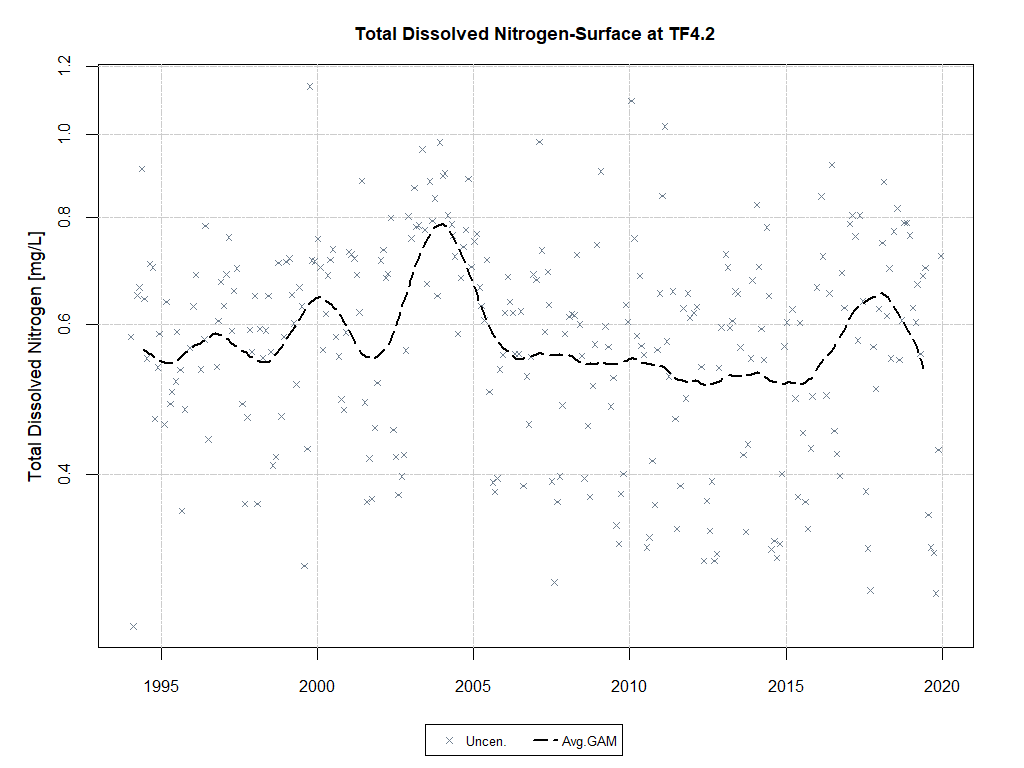 Total Dissolved Nitrogen-Surface at TF4.2
Total Dissolved Nitrogen [mg/L]
1.2
1.0
0.8
0.6
0.4
1995 2000 2005 2010 2015 2020
Uncen. Avg.GAM